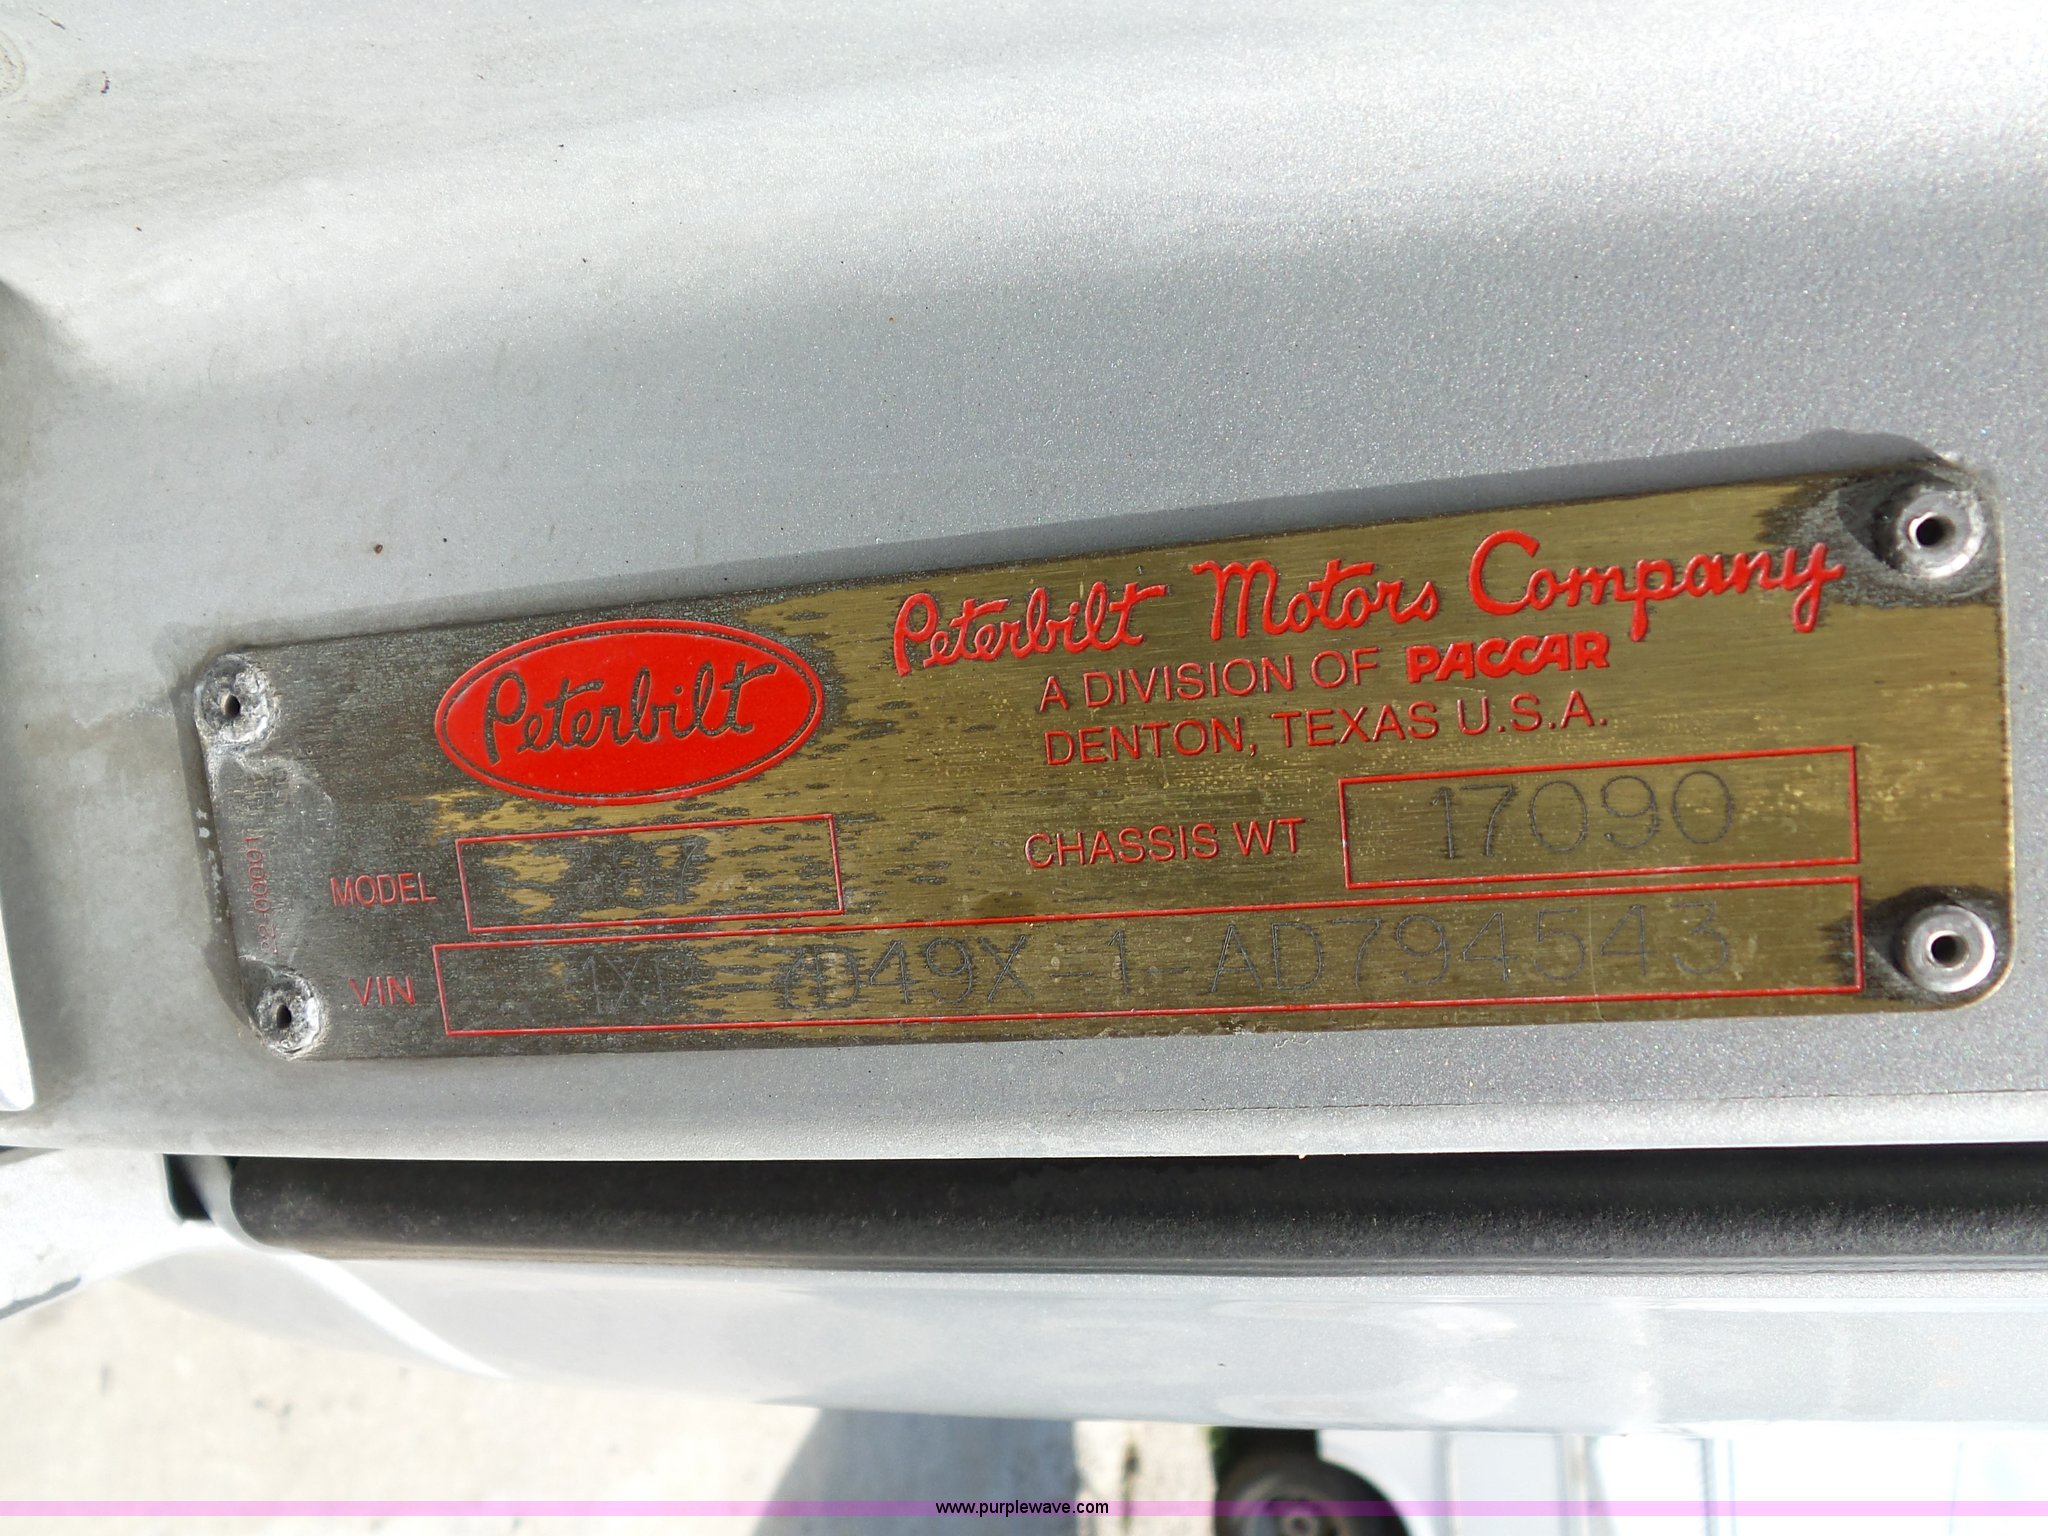 Peterbilt Motors Company
Peterbilt
A DIVISION OF PACCAR
DENTON, TEXAS U.S.A.
CHASSIS WT 17090
MODEL
VIN 7D49X-1-AD794543
www.purplewave.com